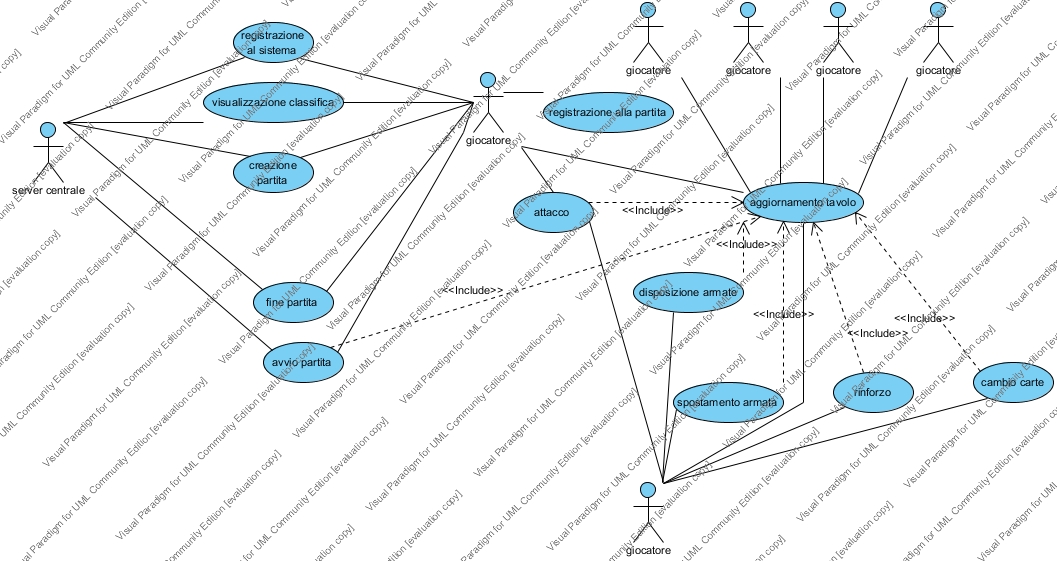 registrazione
al sistema
giocatore
giocatore
giocatore
giocatore
visualizzazione classifica
registrazione alla partita
giocatore
creazione
partita
server centrale
attacco
aggiornamento tavolo
<<Include>>
<<Include>>
<<Include>>
disposizione armate
fine partita
<<Include>>
<<Include>>
<<Include>>
avvio partita
spostamento armata
rinforzo
cambio carte
giocatore
Visual Paradigm for UML Community Edition [evaluation copy]